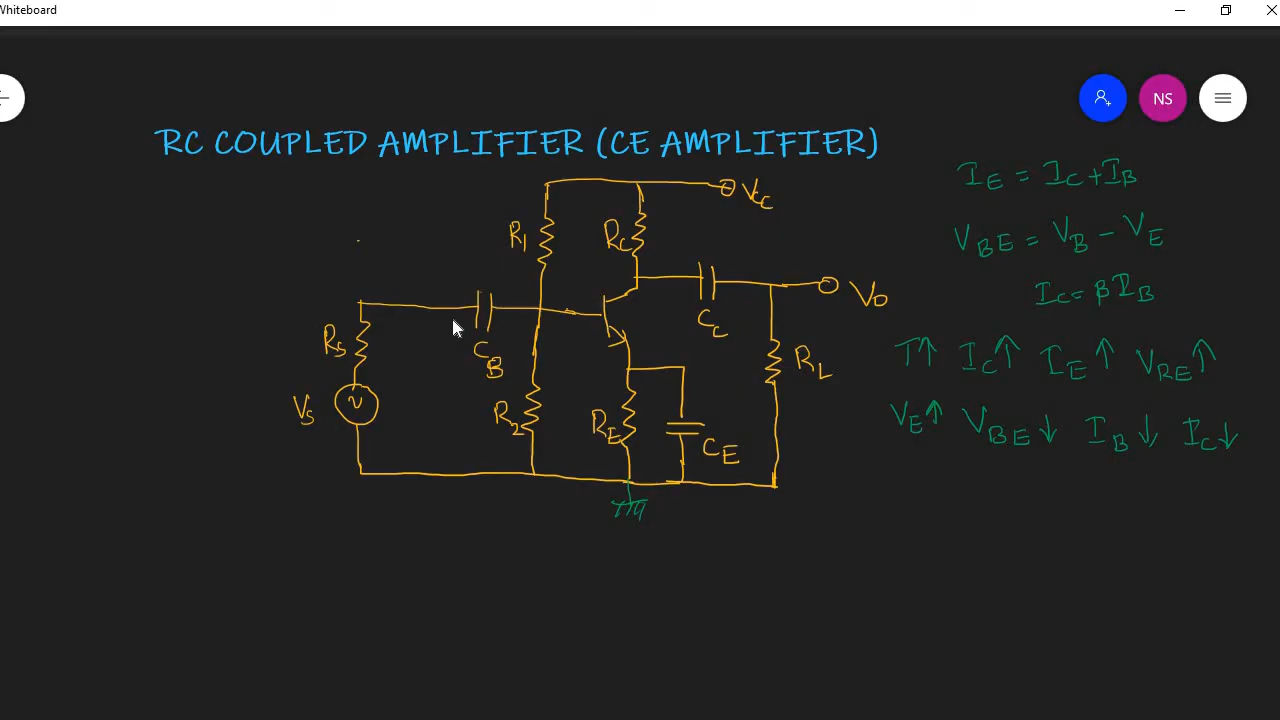 Whiteboard
NS
RC COUPLED AMPLIFIER (CE AMPLIFIER)
IE = IC + IB
VCC
R1
RC
VBE = VB - VE
IC = βIB
VO
CC
RS
CB
T↑ IC↑ IE↑ VRE↑
RL
VS
R2
RE
CE
VE↑ VBE↓ IB↓ IC↓